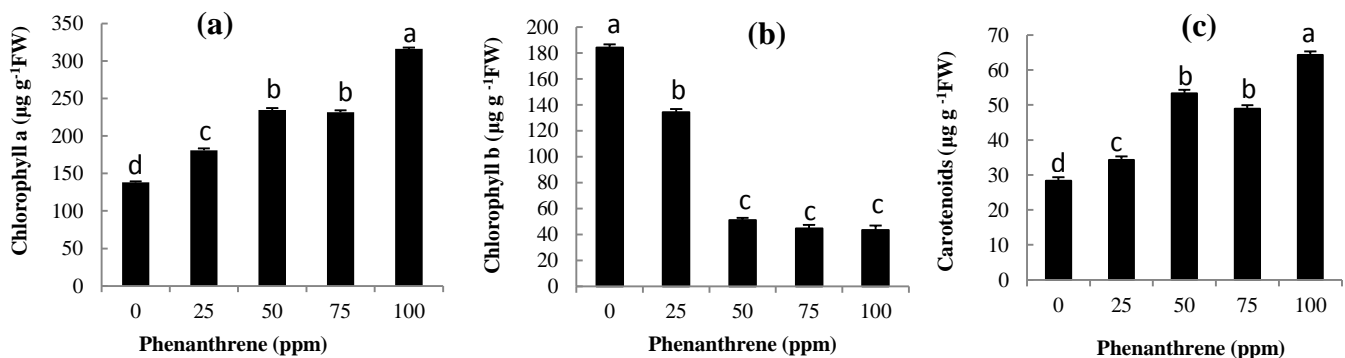 (a)
Chlorophyll a (µg g⁻¹FW)
350
300
250
200
150
100
50
0
d
c
b
b
a
0 25 50 75 100
Phenanthrene (ppm)
(b)
Chlorophyll b (µg g ⁻¹FW)
200
180
160
140
120
100
80
60
40
20
0
a
b
c
c
c
0 25 50 75 100
Phenanthrene (ppm)
(c)
Carotenoids (µg g ⁻¹FW)
70
60
50
40
30
20
10
0
d
c
b
b
a
0 25 50 75 100
Phenanthrene (ppm)